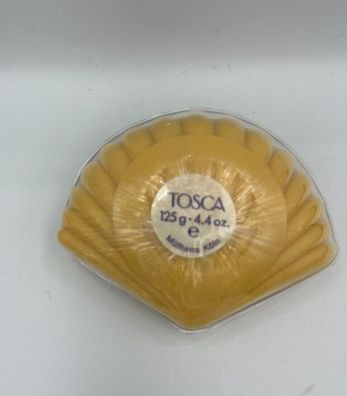 TOSCA
125 g · 4.4 oz.
e
Mülhens Köln